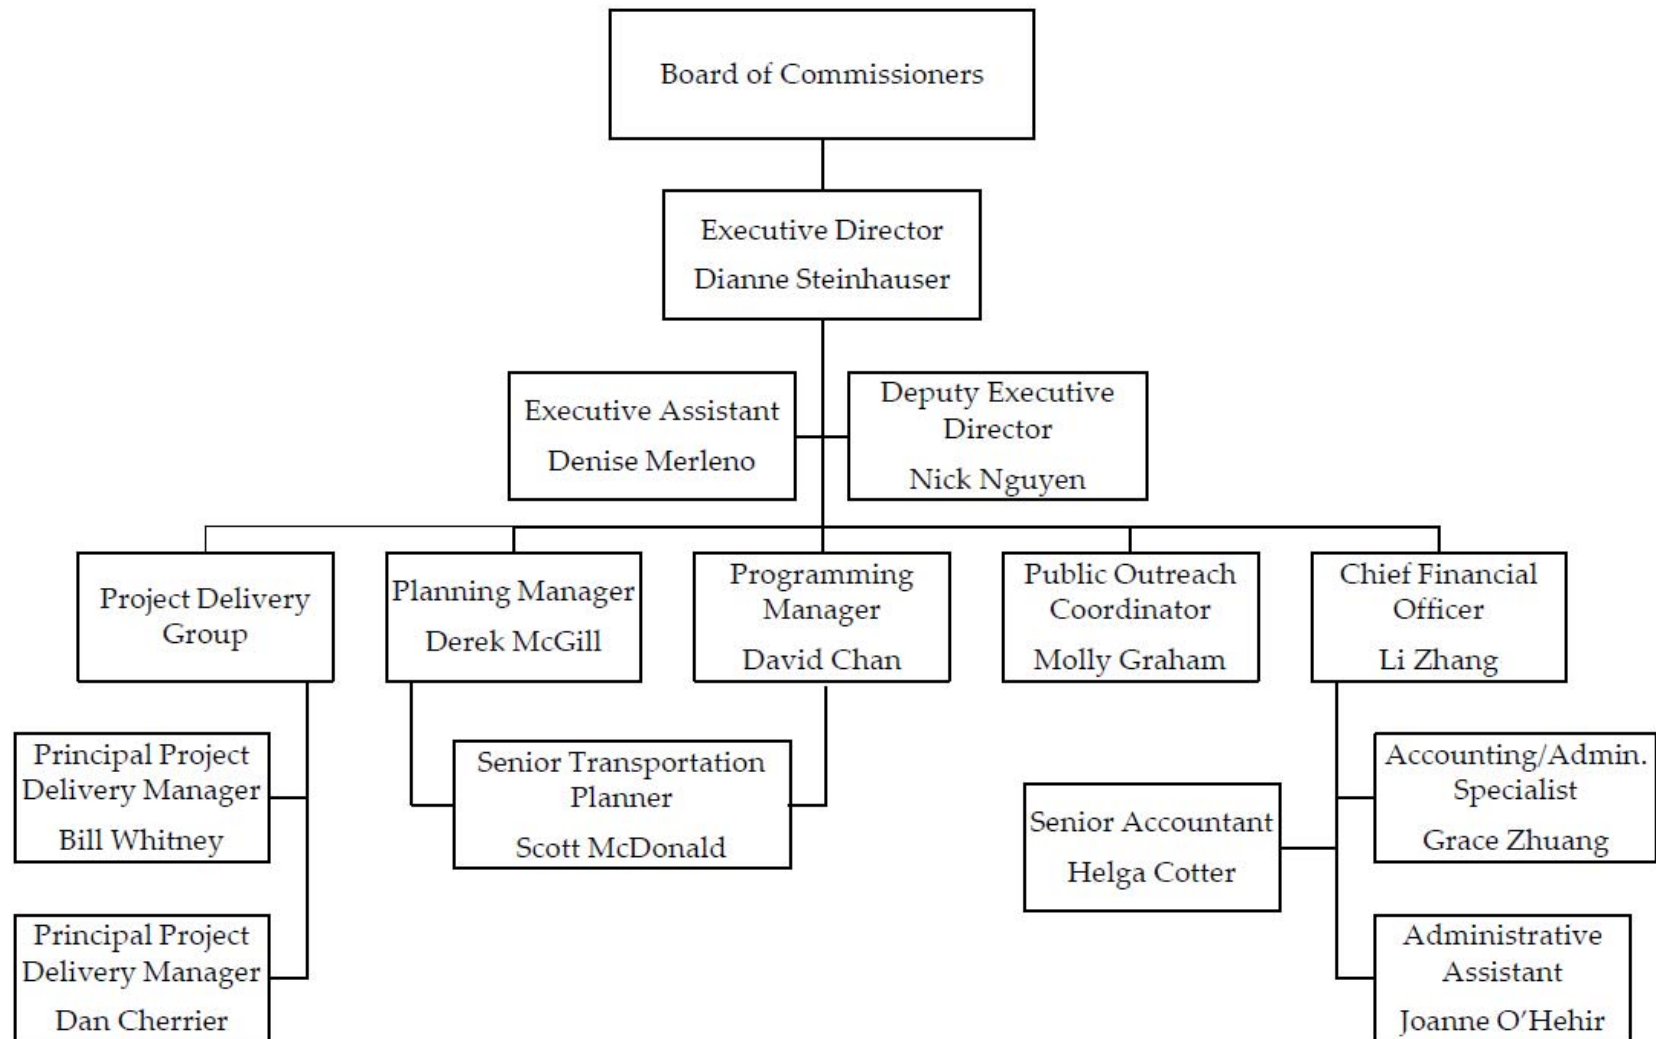 Board of Commissioners
Executive Director
Dianne Steinhauser
Executive Assistant
Denise Merleno
Deputy Executive
Director
Nick Nguyen
Project Delivery
Group
Planning Manager
Derek McGill
Programming
Manager
David Chan
Public Outreach
Coordinator
Molly Graham
Chief Financial
Officer
Li Zhang
Principal Project
Delivery Manager
Bill Whitney
Senior Transportation
Planner
Scott McDonald
Senior Accountant
Helga Cotter
Accounting/Admin.
Specialist
Grace Zhuang
Principal Project
Delivery Manager
Dan Cherrier
Administrative
Assistant
Joanne O’Hehir